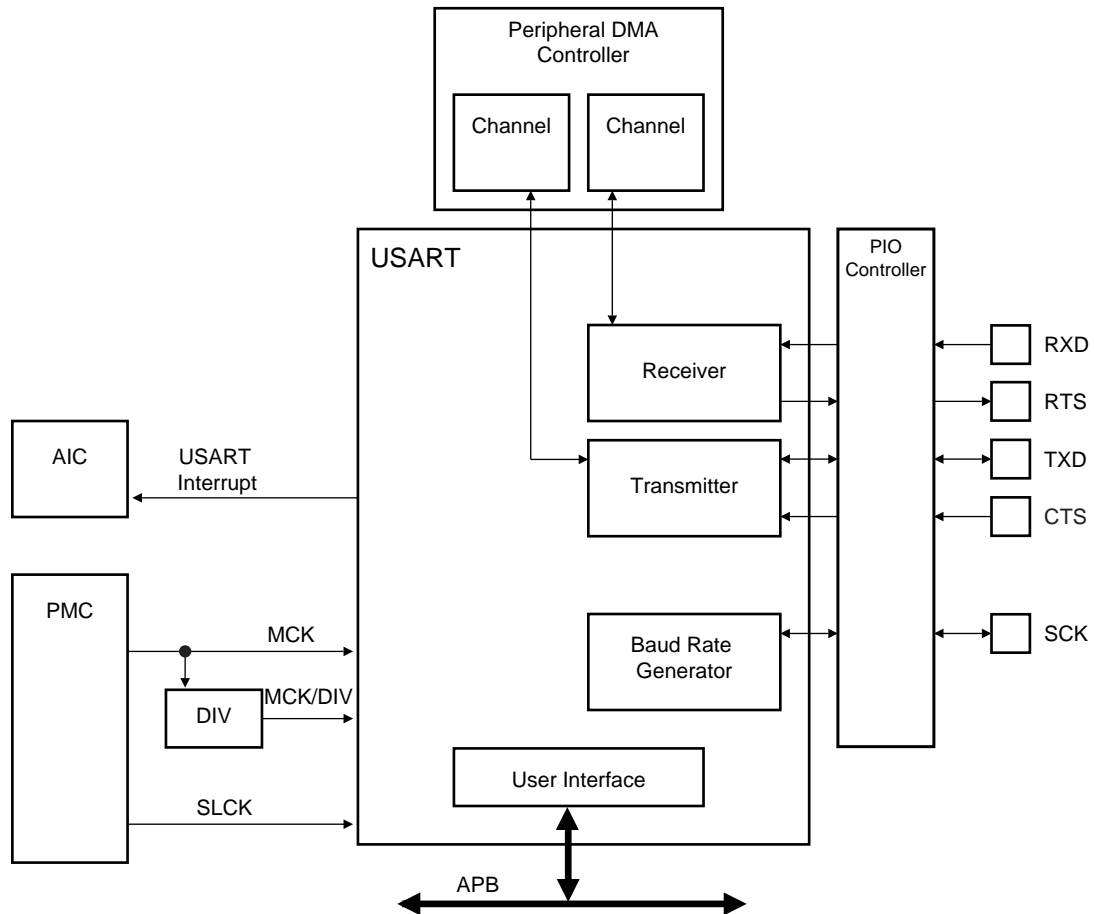 Peripheral DMA
Controller
Channel
Channel
USART
PIO
Controller
Receiver
RXD
RTS
AIC
USART
Interrupt
Transmitter
TXD
CTS
PMC
MCK
Baud Rate
Generator
SCK
MCK/DIV
DIV
User Interface
SLCK
APB